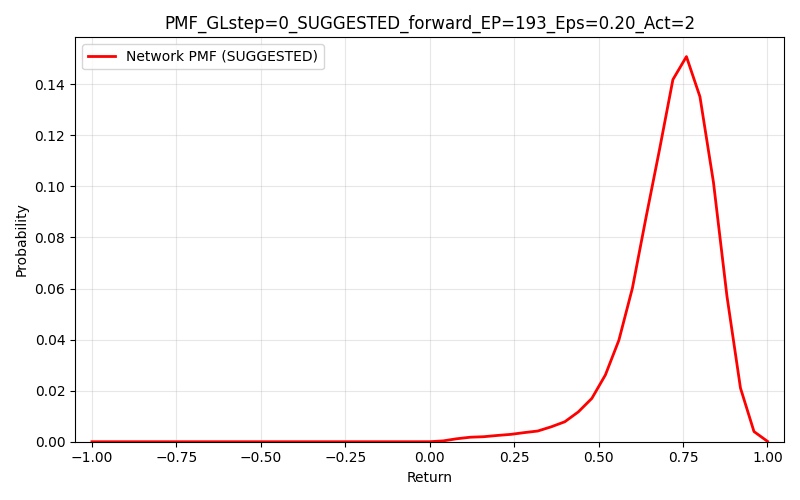 PMF_GLstep=0_SUGGESTED_forward_EP=193_Eps=0.20_Act=2
Network PMF (SUGGESTED)
Probability
0.14
0.12
0.10
0.08
0.06
0.04
0.02
0.00
−1.00 −0.75 −0.50 −0.25 0.00 0.25 0.50 0.75 1.00
Return